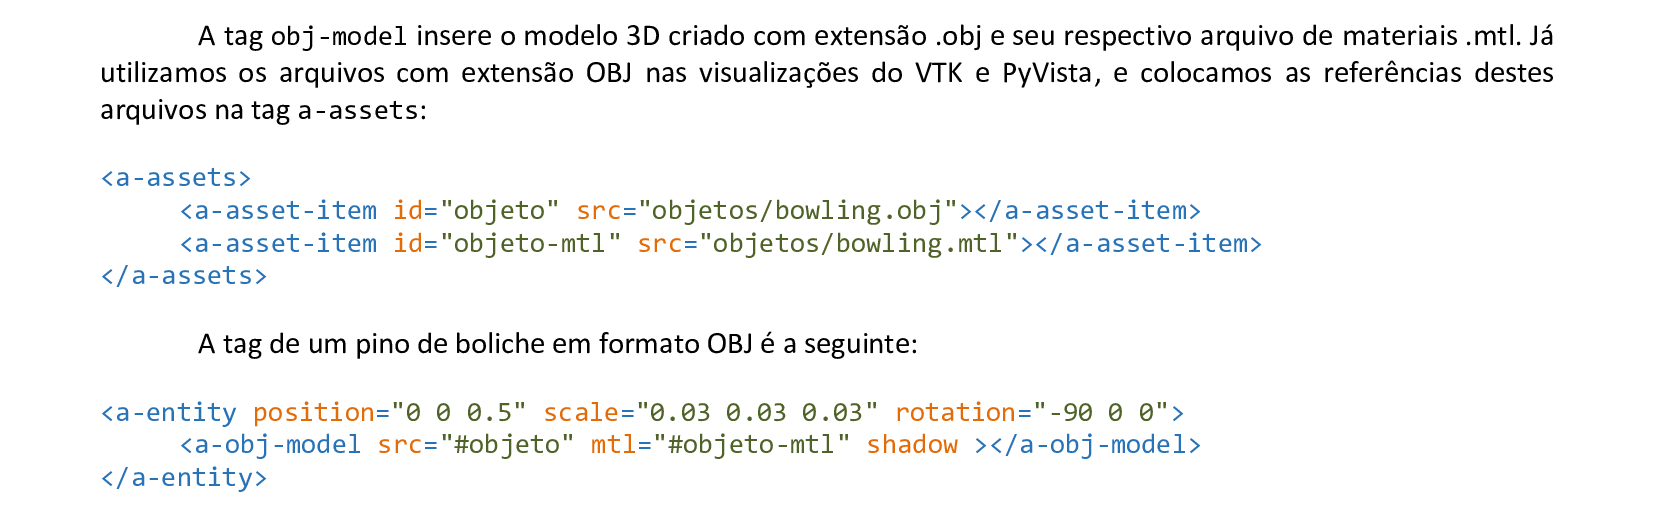 A tag obj-model insere o modelo 3D criado com extensão .obj e seu respectivo arquivo de materiais .mtl. Já
utilizamos os arquivos com extensão OBJ nas visualizações do VTK e PyVista, e colocamos as referências destes
arquivos na tag a-assets:
<a-assets>
<a-asset-item id="objeto" src="objetos/bowling.obj"></a-asset-item>
<a-asset-item id="objeto-mtl" src="objetos/bowling.mtl"></a-asset-item>
</a-assets>
A tag de um pino de boliche em formato OBJ é a seguinte:
<a-entity position="0 0 0.5" scale="0.03 0.03 0.03" rotation="-90 0 0">
<a-obj-model src="#objeto" mtl="#objeto-mtl" shadow ></a-obj-model>
</a-entity>